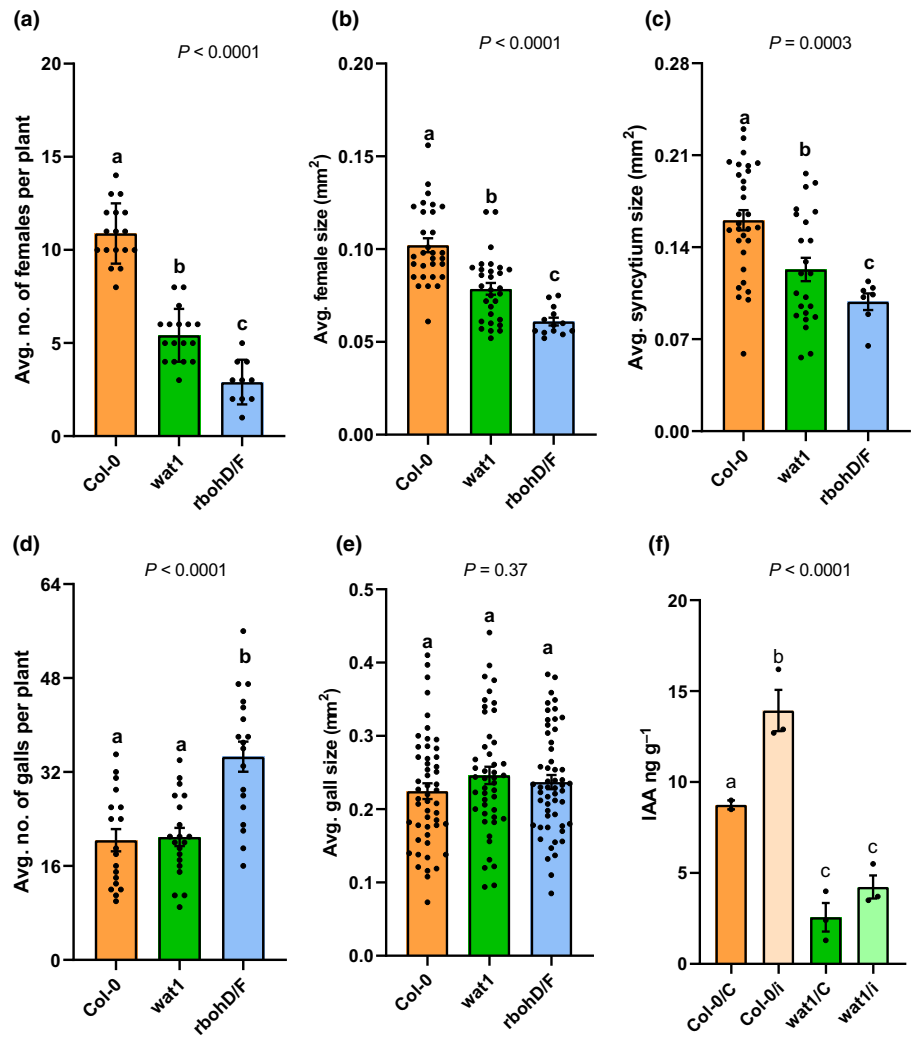 (a)
P < 0.0001
Avg. no. of females per plant
20
15
10
5
0
a
b
c
Col-0
wat1
rbohD/F
(b)
P < 0.0001
Avg. female size (mm²)
0.20
0.15
0.10
0.05
0.00
a
b
c
Col-0
wat1
rbohD/F
(c)
P = 0.0003
Avg. syncytium size (mm²)
0.28
0.21
0.14
0.07
0.00
a
b
c
Col-0
wat1
rbohD/F
(d)
P < 0.0001
Avg. no. of galls per plant
64
48
32
16
0
a
a
b
Col-0
wat1
rbohD/F
(e)
P = 0.37
Avg. gall size (mm²)
0.5
0.4
0.3
0.2
0.1
0.0
a
a
a
Col-0
wat1
rbohD/F
(f)
P < 0.0001
IAA ng g⁻¹
20
15
10
5
0
a
b
c
c
Col-0/C
Col-0/i
wat1/C
wat1/i